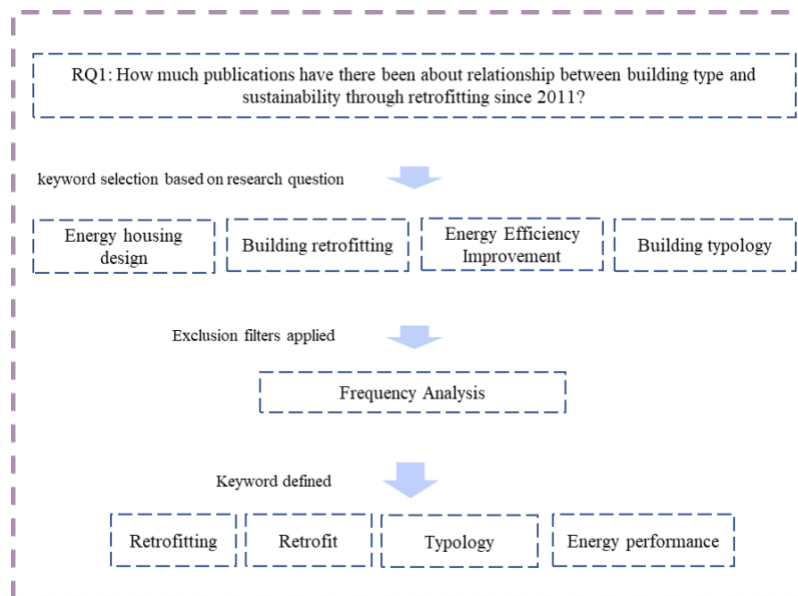 RQ1: How much publications have there been about relationship between building type and
sustainability through retrofitting since 2011?
keyword selection based on research question
Energy housing
design
Building retrofitting
Energy Efficiency
Improvement
Building typology
Exclusion filters applied
Frequency Analysis
Keyword defined
Retrofitting
Retrofit
Typology
Energy performance